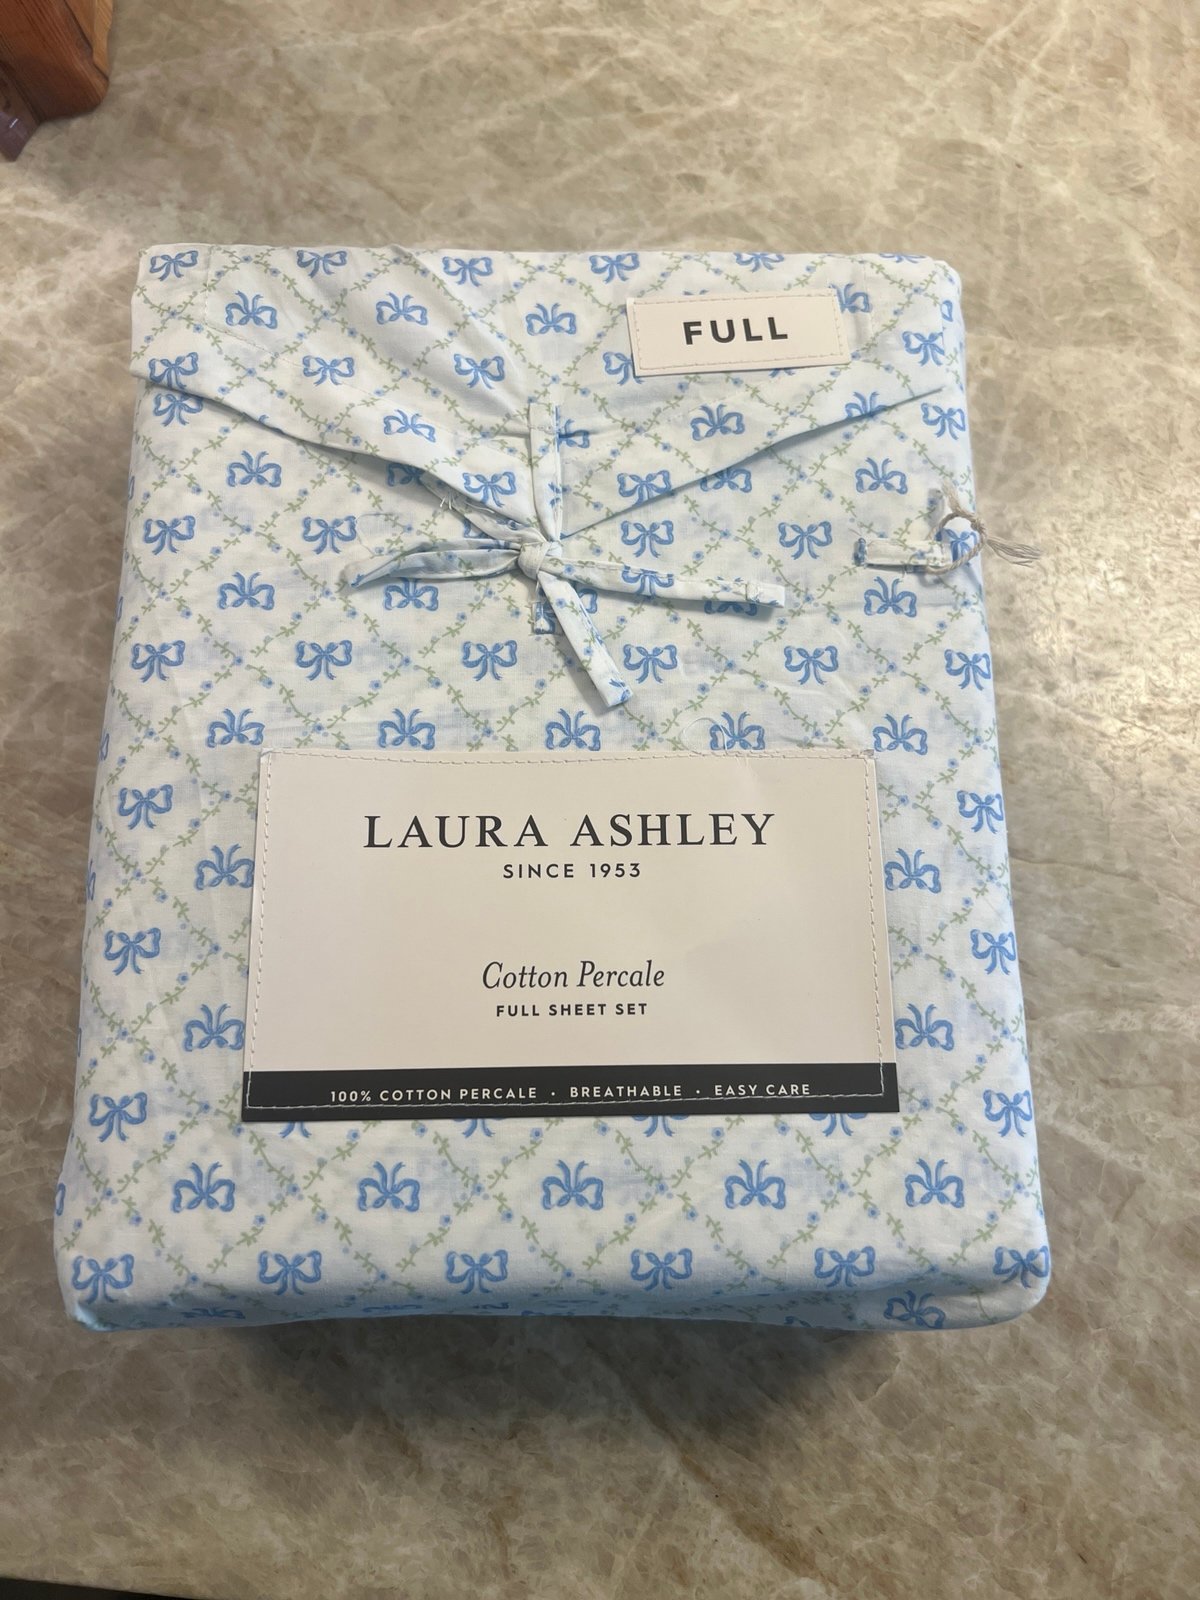 FULL
LAURA ASHLEY
SINCE 1953
Cotton Percale
FULL SHEET SET
100% COTTON PERCALE · BREATHABLE · EASY CARE